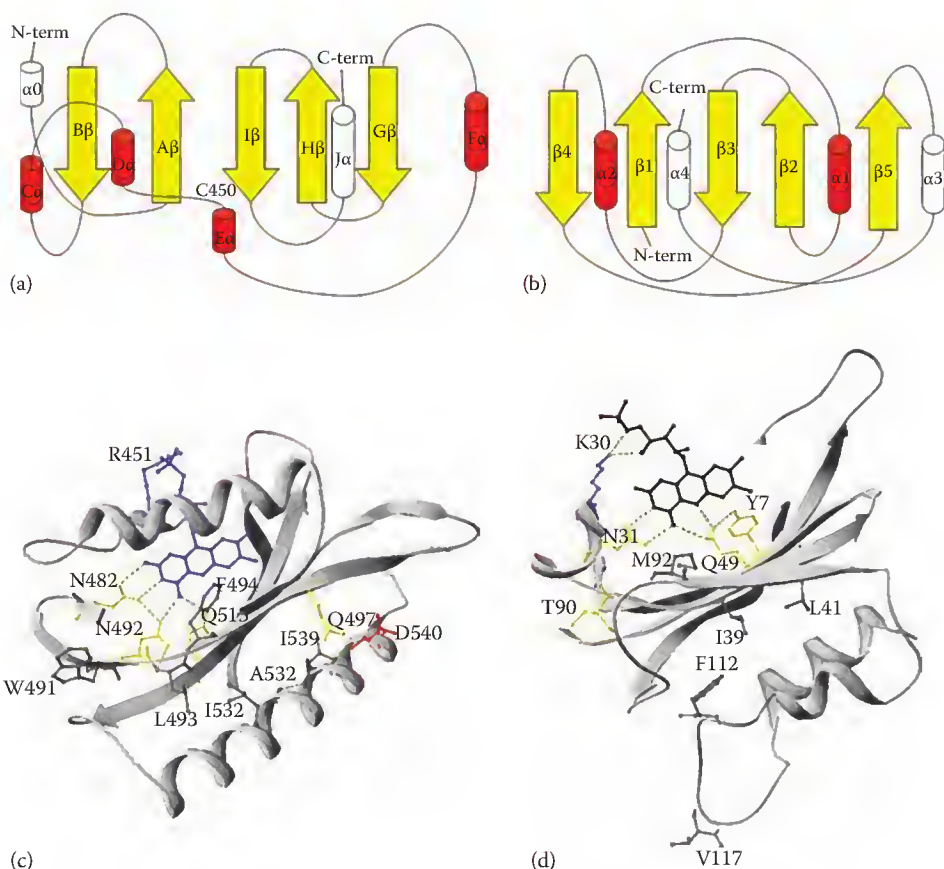 N-term
α0
Bβ
Aβ
Iβ
C-term
Hβ
Gβ
Fα
Cα
Dα
Jα
C450
Eα
(a)
β4
α2
β1
C-term
α4
β3
β2
α1
β5
α3
N-term
(b)
R451
N482
N492
F494
Q513
Q497
I539
D540
A532
W491
L493
I532
(c)
K30
Y7
N31
M92
Q49
T90
L41
I39
F112
V117
(d)